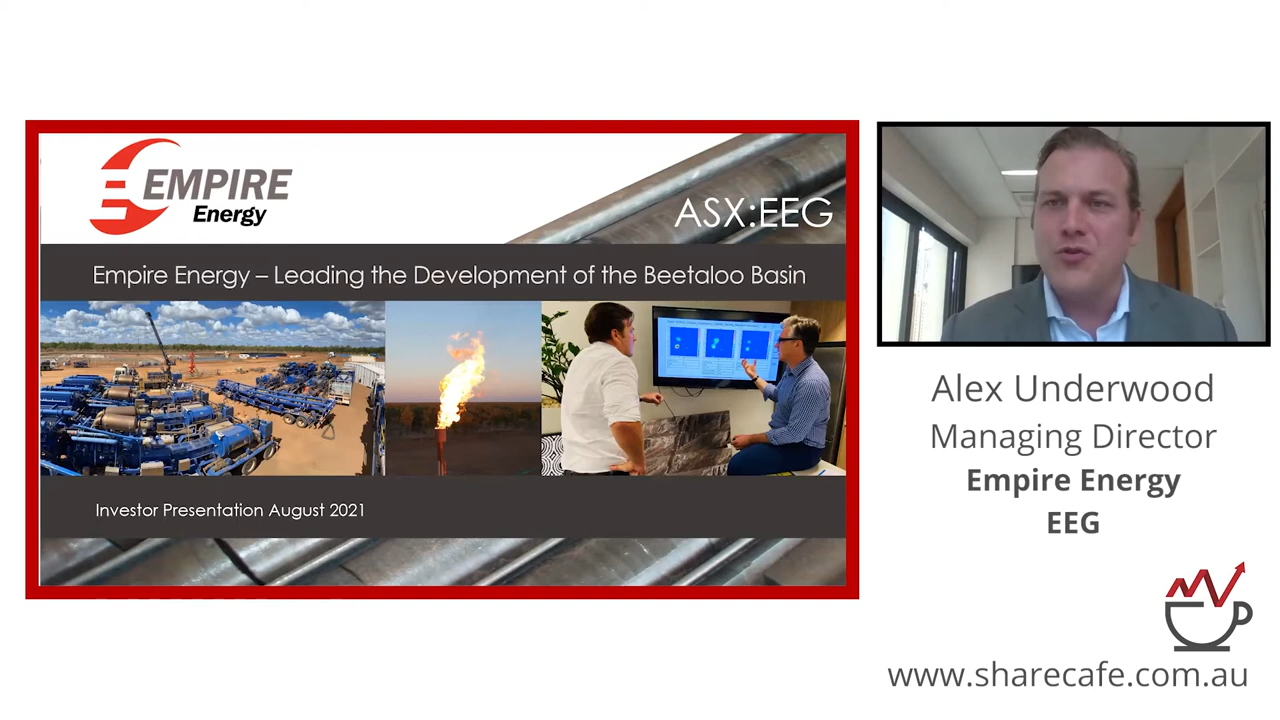 EMPIRE
Energy
ASX:EEG
Empire Energy – Leading the Development of the Beetaloo Basin
Investor Presentation August 2021
Alex Underwood
Managing Director
Empire Energy
EEG
www.sharecafe.com.au